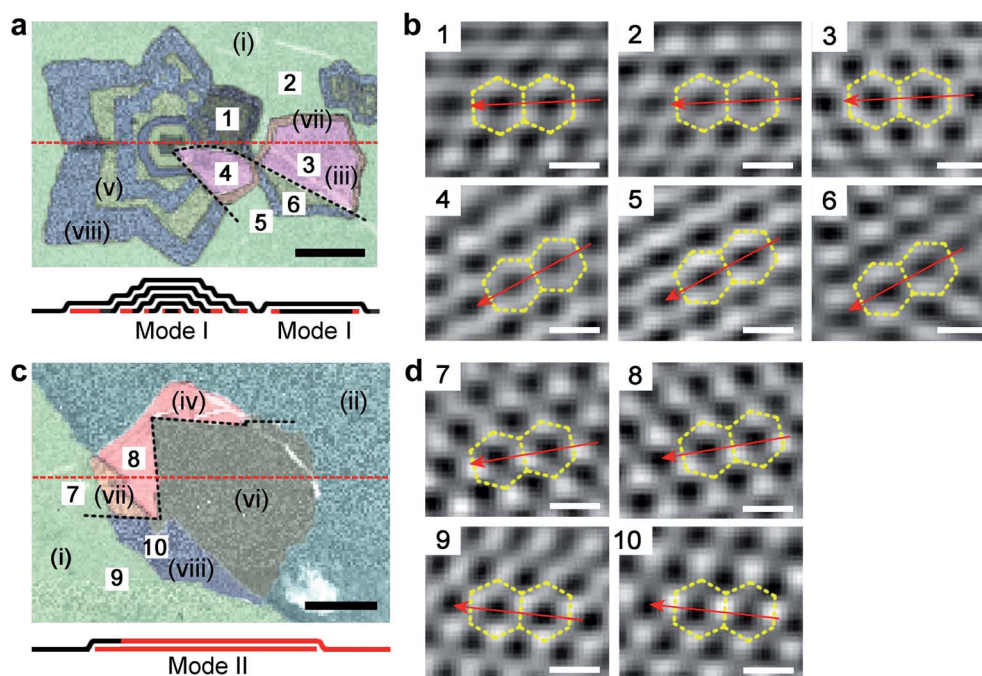 a
(i)
2
1
(vii)
3
(iii)
4
(v)
6
5
(viii)
Mode I Mode I
b
1 2 3
4 5 6
c
(iv)
(ii)
8
7
(vii)
(vi)
10
(i)
(viii)
9
Mode II
d
7 8
9 10